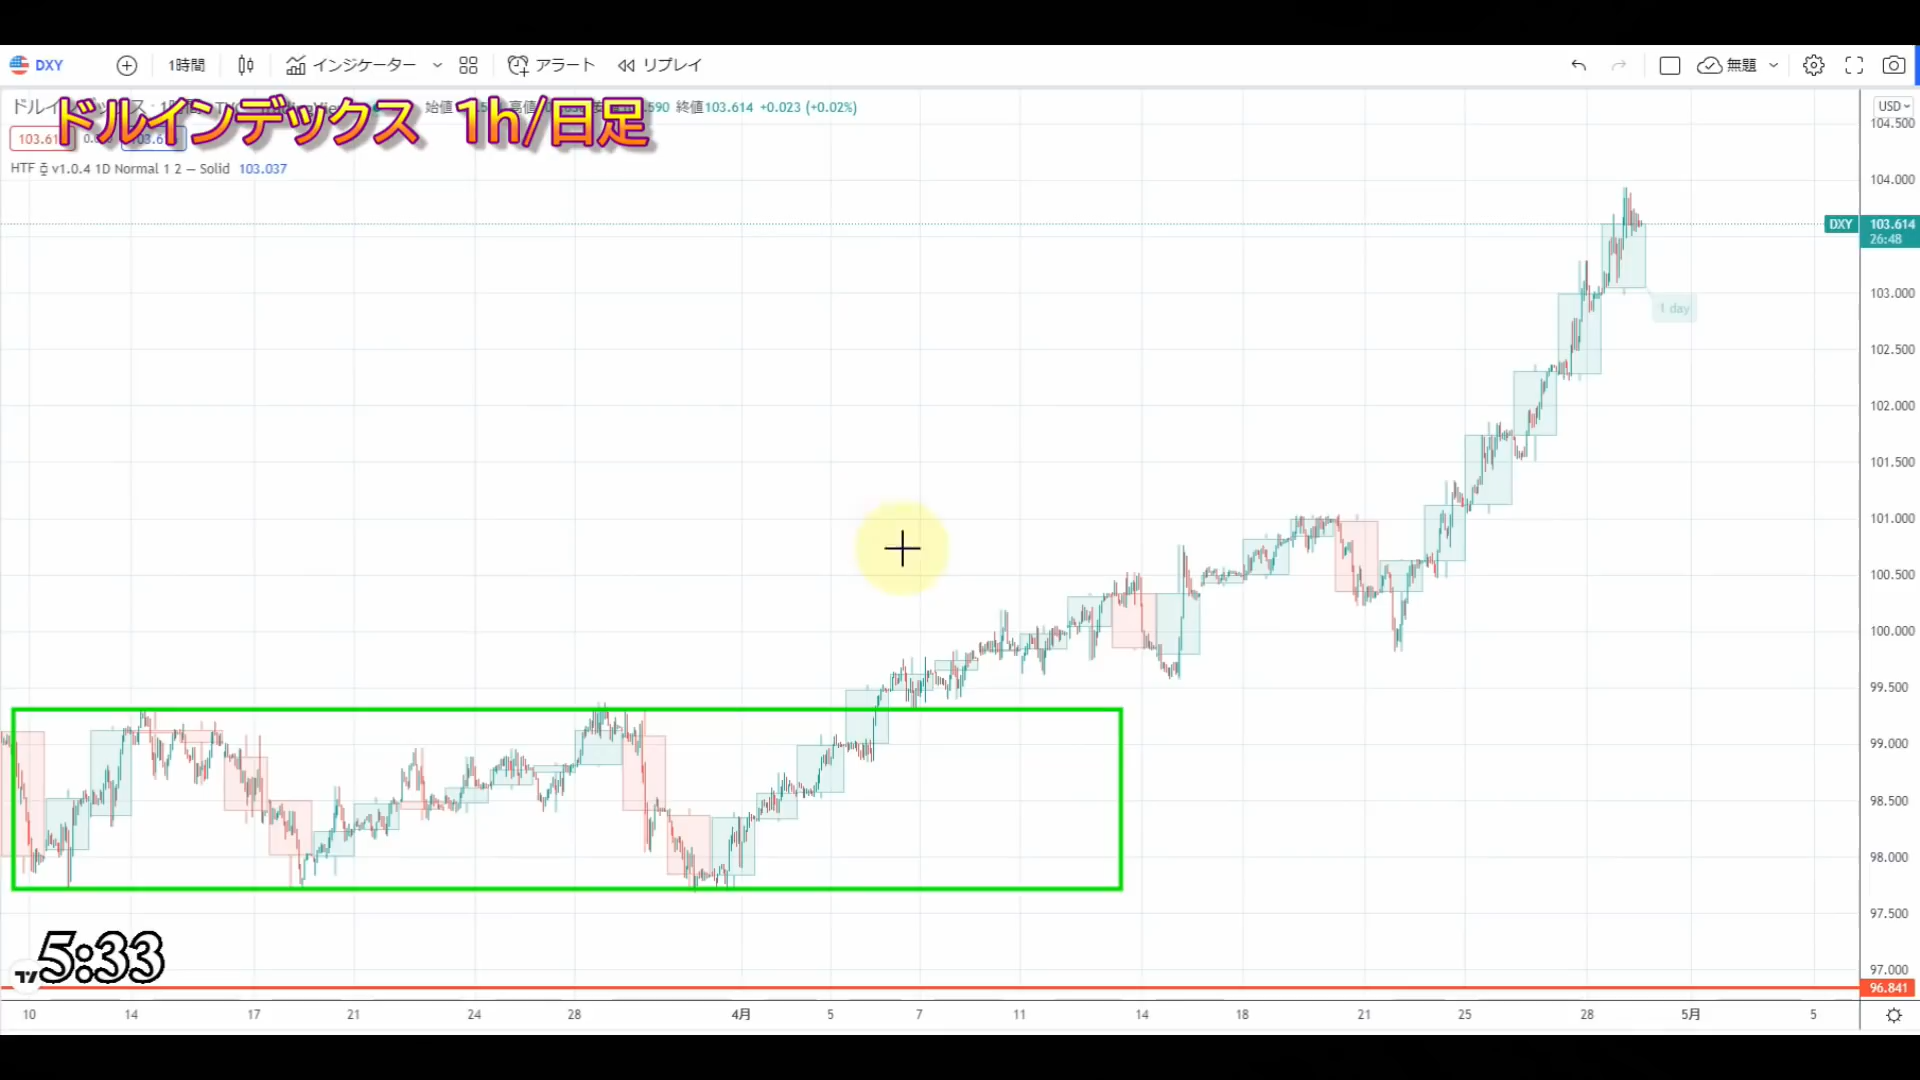 DXY 1時間 インジケーター アラート リプレイ 無題
始値 590 終値103.614 +0.023 (+0.02%)
ドルインデックス 1h/日足
HTF v1.0.4 1D Normal 1 2 — Solid 103.037
USD
104.500
104.000
DXY 103.614
26:48
103.000
1 day
102.500
102.000
101.500
101.000
100.500
100.000
99.500
99.000
98.500
98.000
97.500
97.000
96.841
5:33
10 14 17 21 24 28 4月 5 7 11 14 18 21 25 28 5月 5